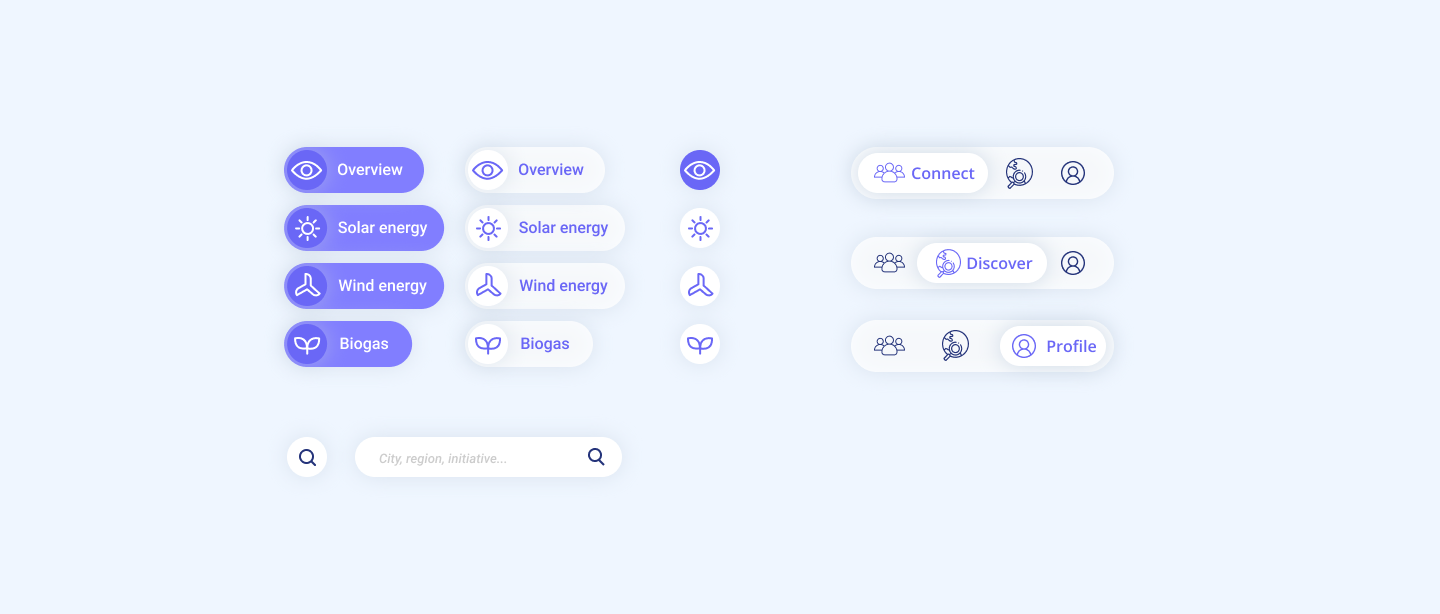 Overview
Solar energy
Wind energy
Biogas
Overview
Solar energy
Wind energy
Biogas
Connect
Discover
Profile
City, region, initiative...